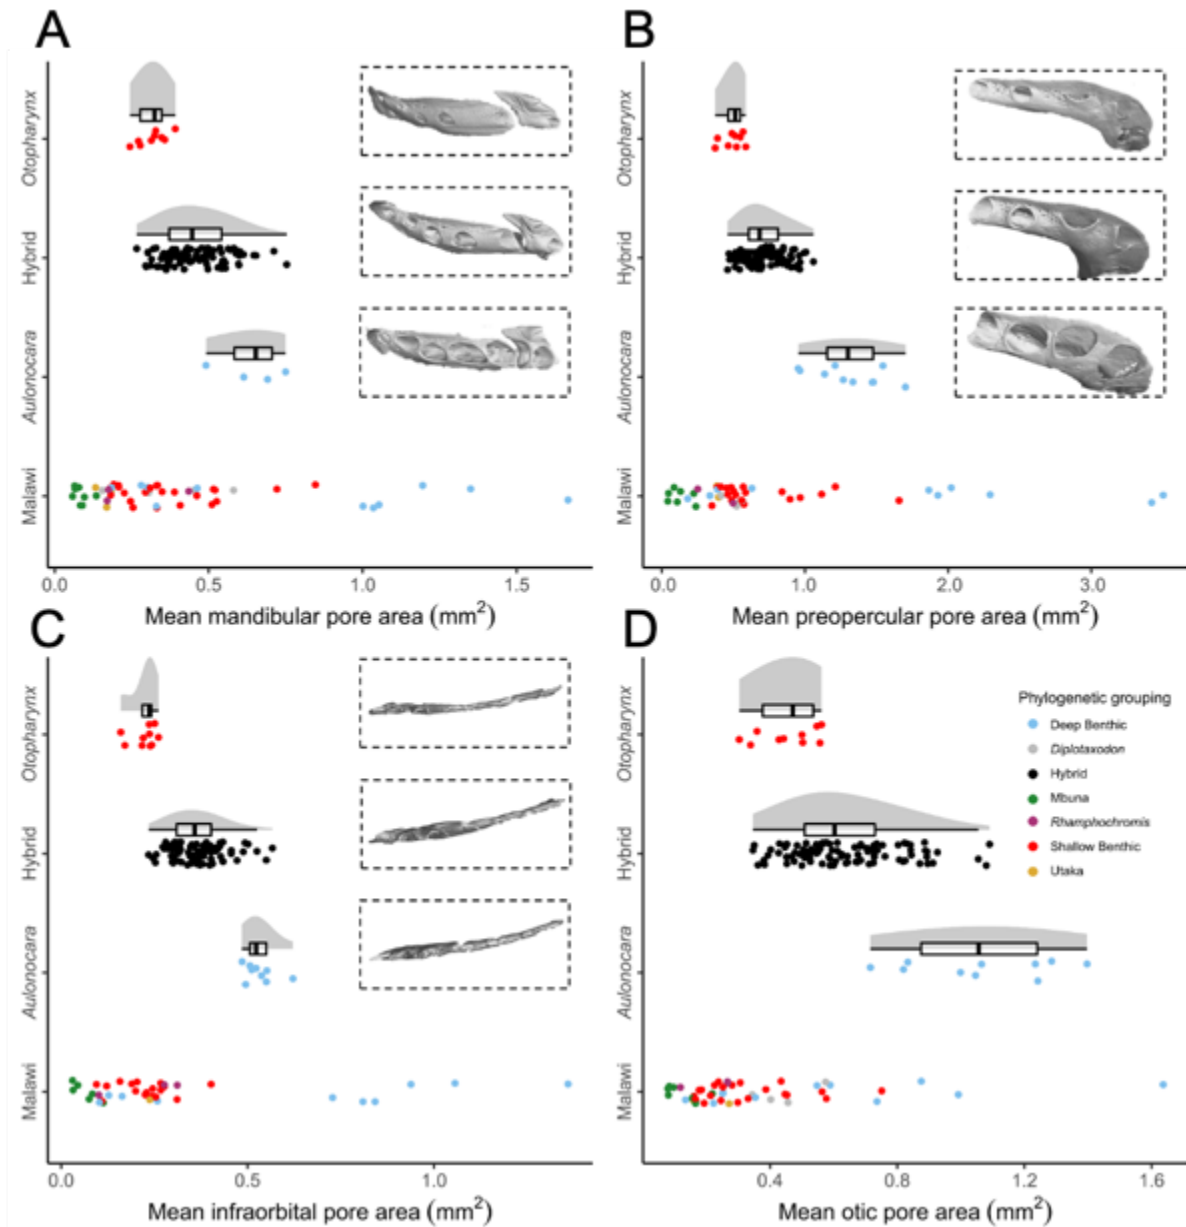 A
Otopharynx
Hybrid
Aulonocara
Malawi
0.0 0.5 1.0 1.5
Mean mandibular pore area (mm²)
B
Otopharynx
Hybrid
Aulonocara
Malawi
0.0 1.0 2.0 3.0
Mean preopercular pore area (mm²)
C
Otopharynx
Hybrid
Aulonocara
Malawi
0.0 0.5 1.0
Mean infraorbital pore area (mm²)
D
Otopharynx
Hybrid
Aulonocara
Malawi
Phylogenetic grouping
Deep Benthic
Diplotaxodon
Hybrid
Mbuna
Rhamphochromis
Shallow Benthic
Utaka
0.4 0.8 1.2 1.6
Mean otic pore area (mm²)